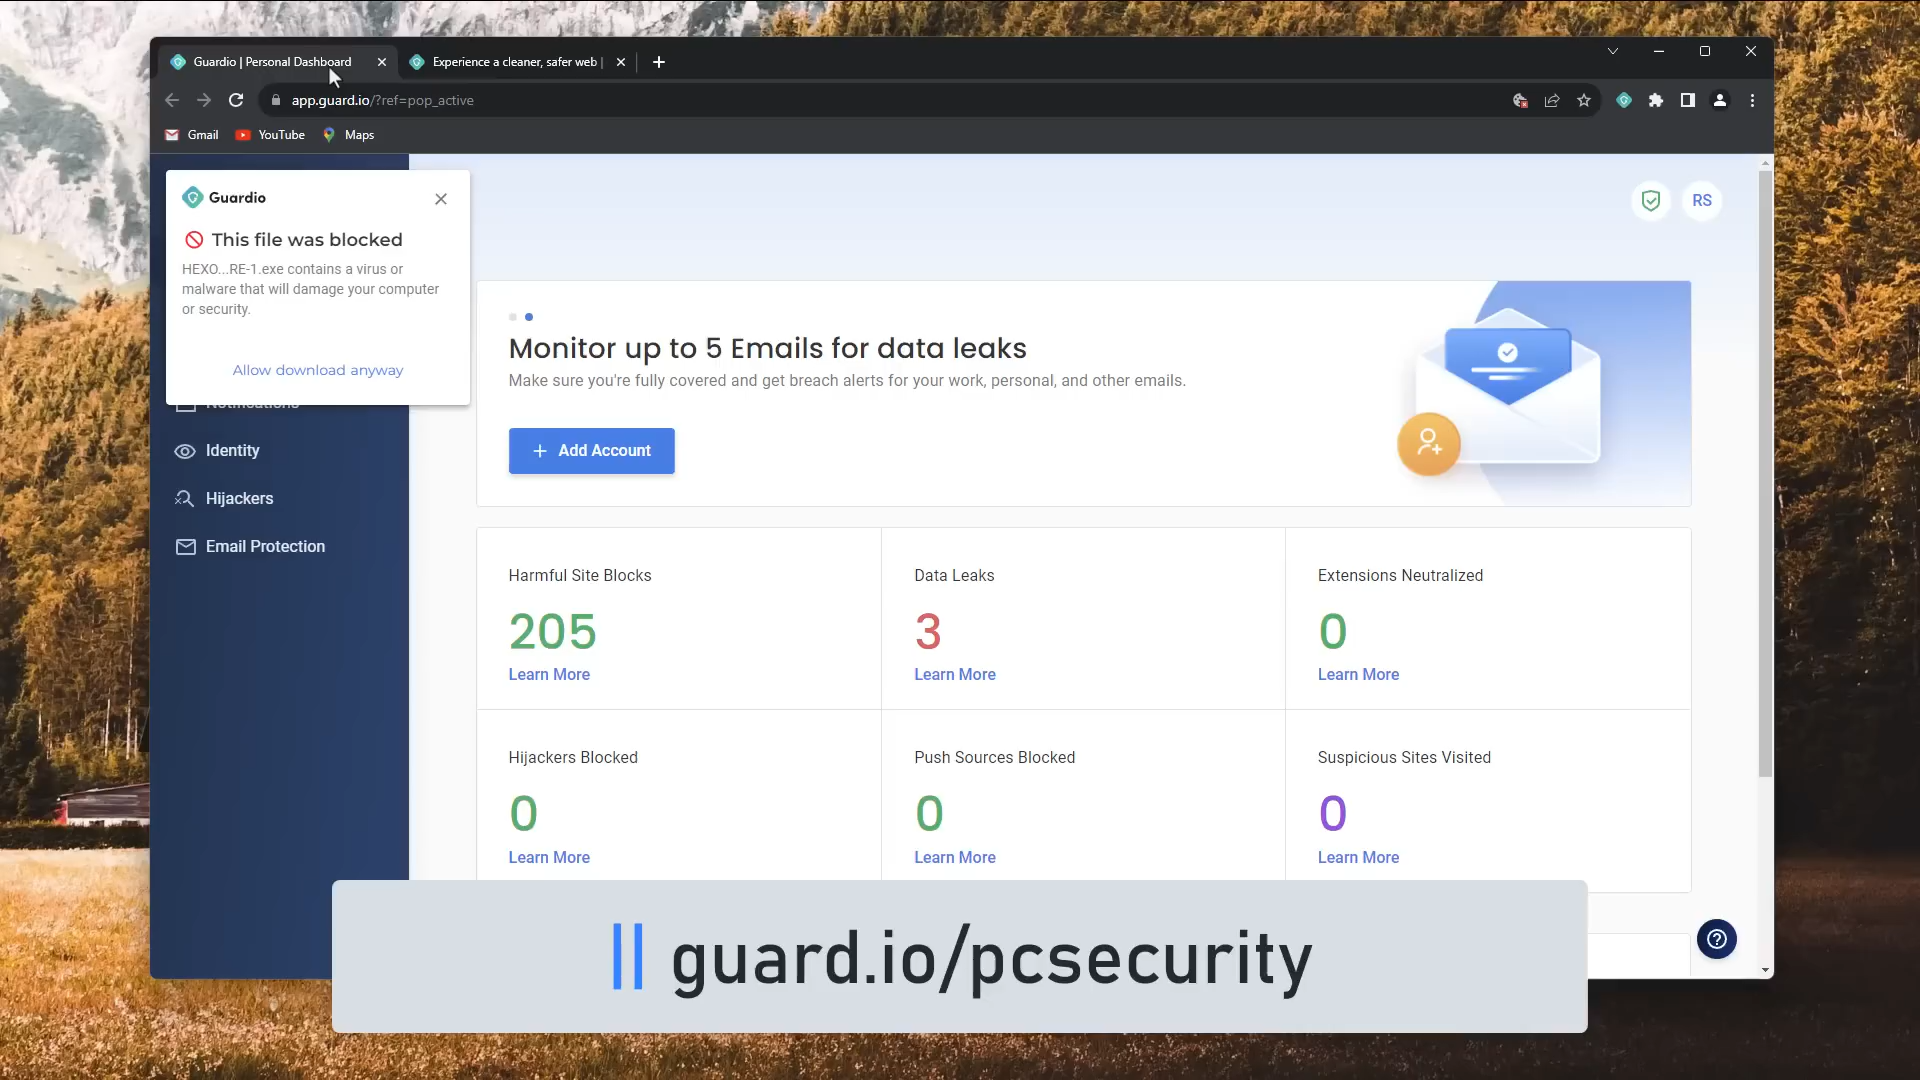 Guardio | Personal Dashboard
Experience a cleaner, safer web |
app.guard.io/?ref=pop_active
Gmail
YouTube
Maps
Guardio
RS
This file was blocked
HEXO...RE-1.exe contains a virus or
malware that will damage your computer
or security.
Allow download anyway
Notifications
Identity
Hijackers
Email Protection
Monitor up to 5 Emails for data leaks
Make sure you're fully covered and get breach alerts for your work, personal, and other emails.
+ Add Account
Harmful Site Blocks
205
Learn More
Data Leaks
3
Learn More
Extensions Neutralized
0
Learn More
Hijackers Blocked
0
Learn More
Push Sources Blocked
0
Learn More
Suspicious Sites Visited
0
Learn More
|| guard.io/pcsecurity